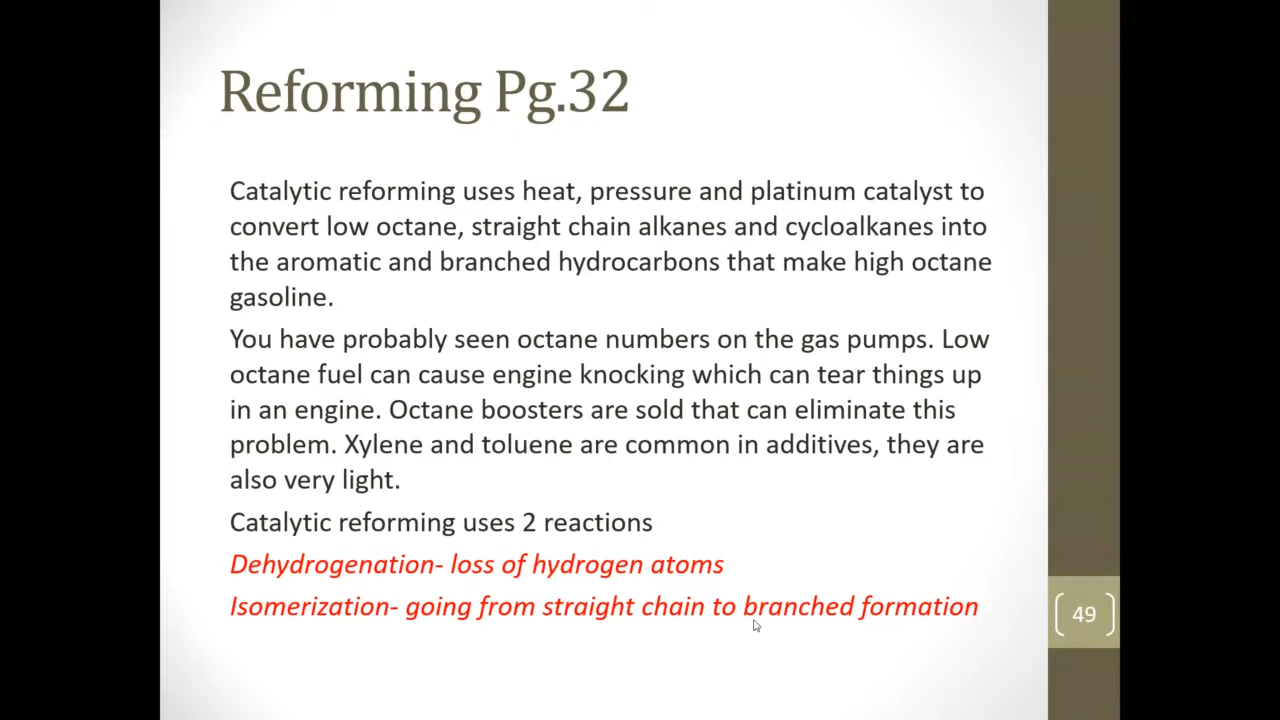 Reforming Pg.32
Catalytic reforming uses heat, pressure and platinum catalyst to
convert low octane, straight chain alkanes and cycloalkanes into
the aromatic and branched hydrocarbons that make high octane
gasoline.
You have probably seen octane numbers on the gas pumps. Low
octane fuel can cause engine knocking which can tear things up
in an engine. Octane boosters are sold that can eliminate this
problem. Xylene and toluene are common in additives, they are
also very light.
Catalytic reforming uses 2 reactions
Dehydrogenation- loss of hydrogen atoms
Isomerization- going from straight chain to branched formation
49